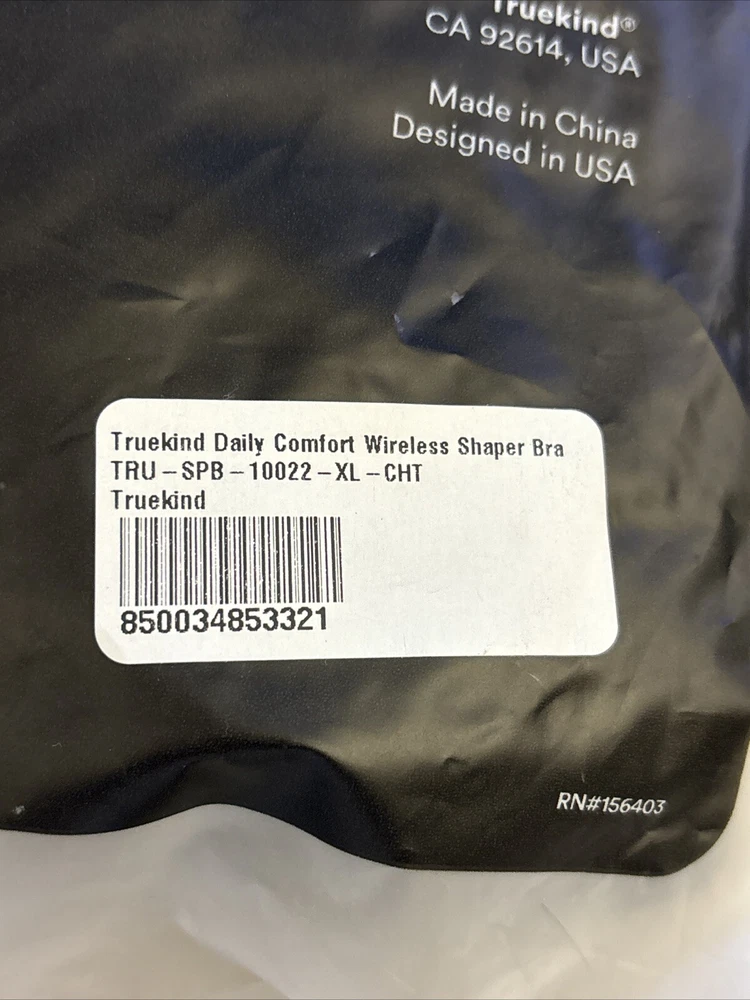 Truekind®
CA 92614, USA
Made in China
Designed in USA
Truekind Daily Comfort Wireless Shaper Bra
TRU-SPB-10022-XL-CHT
Truekind
850034853321
RN#156403